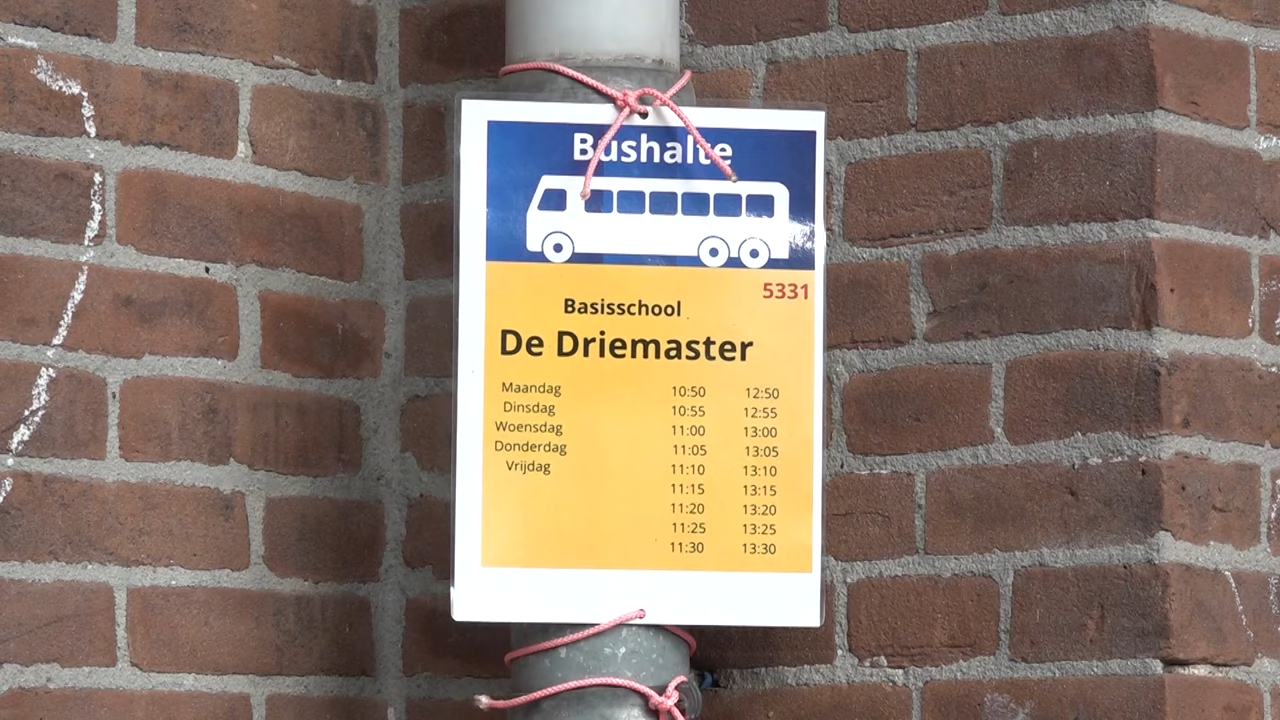 Bushalte
5331
Basisschool
De Driemaster
Maandag 10:50 12:50
Dinsdag 10:55 12:55
Woensdag 11:00 13:00
Donderdag 11:05 13:05
Vrijdag 11:10 13:10
11:15 13:15
11:20 13:20
11:25 13:25
11:30 13:30